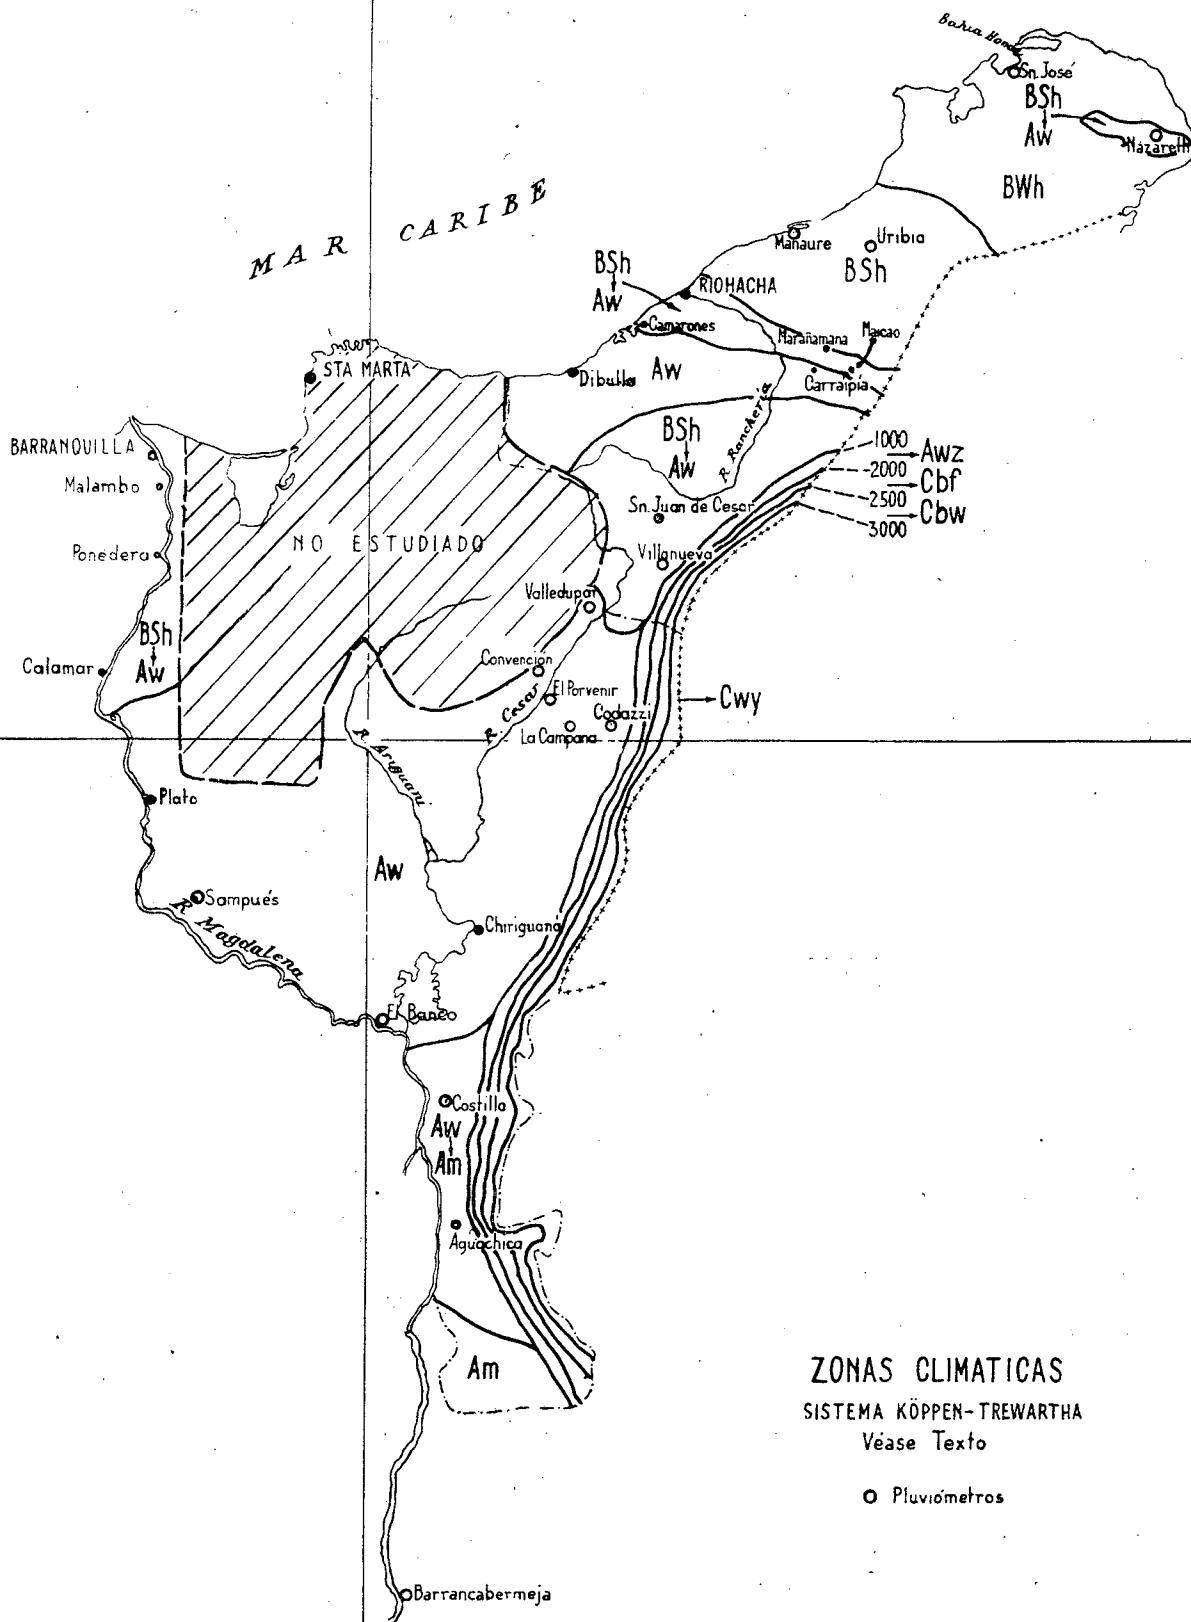 Bahia Honda
Sn. José
BSh
Aw
Nazareth
BWh
MAR CARIBE
Manaure
Uribia
BSh
BSh
Aw
RIOHACHA
Camarones
Marañamana
Maicao
Carraipia
STA MARTA
Dibulla
Aw
R Rancheria
BSh
Aw
BARRANQUILLA
Malambo
Ponedera
1000
Awz
2000
Cbf
2500
Cbw
3000
Sn. Juan de Cesar
NO ESTUDIADO
Villanueva
Valledupar
BSh
Aw
Calamar
Convencion
El Porvenir
R. Cesar
Codazzi
La Campana
Cwy
R. Ariguani
Plato
Aw
Sampués
R Magdalena
Chiriguana
El Banco
Costilla
Aw
Am
Aguachica
Am
ZONAS CLIMATICAS
SISTEMA KÖPPEN-TREWARTHA
Véase Texto
Pluviómetros
Barrancabermeja